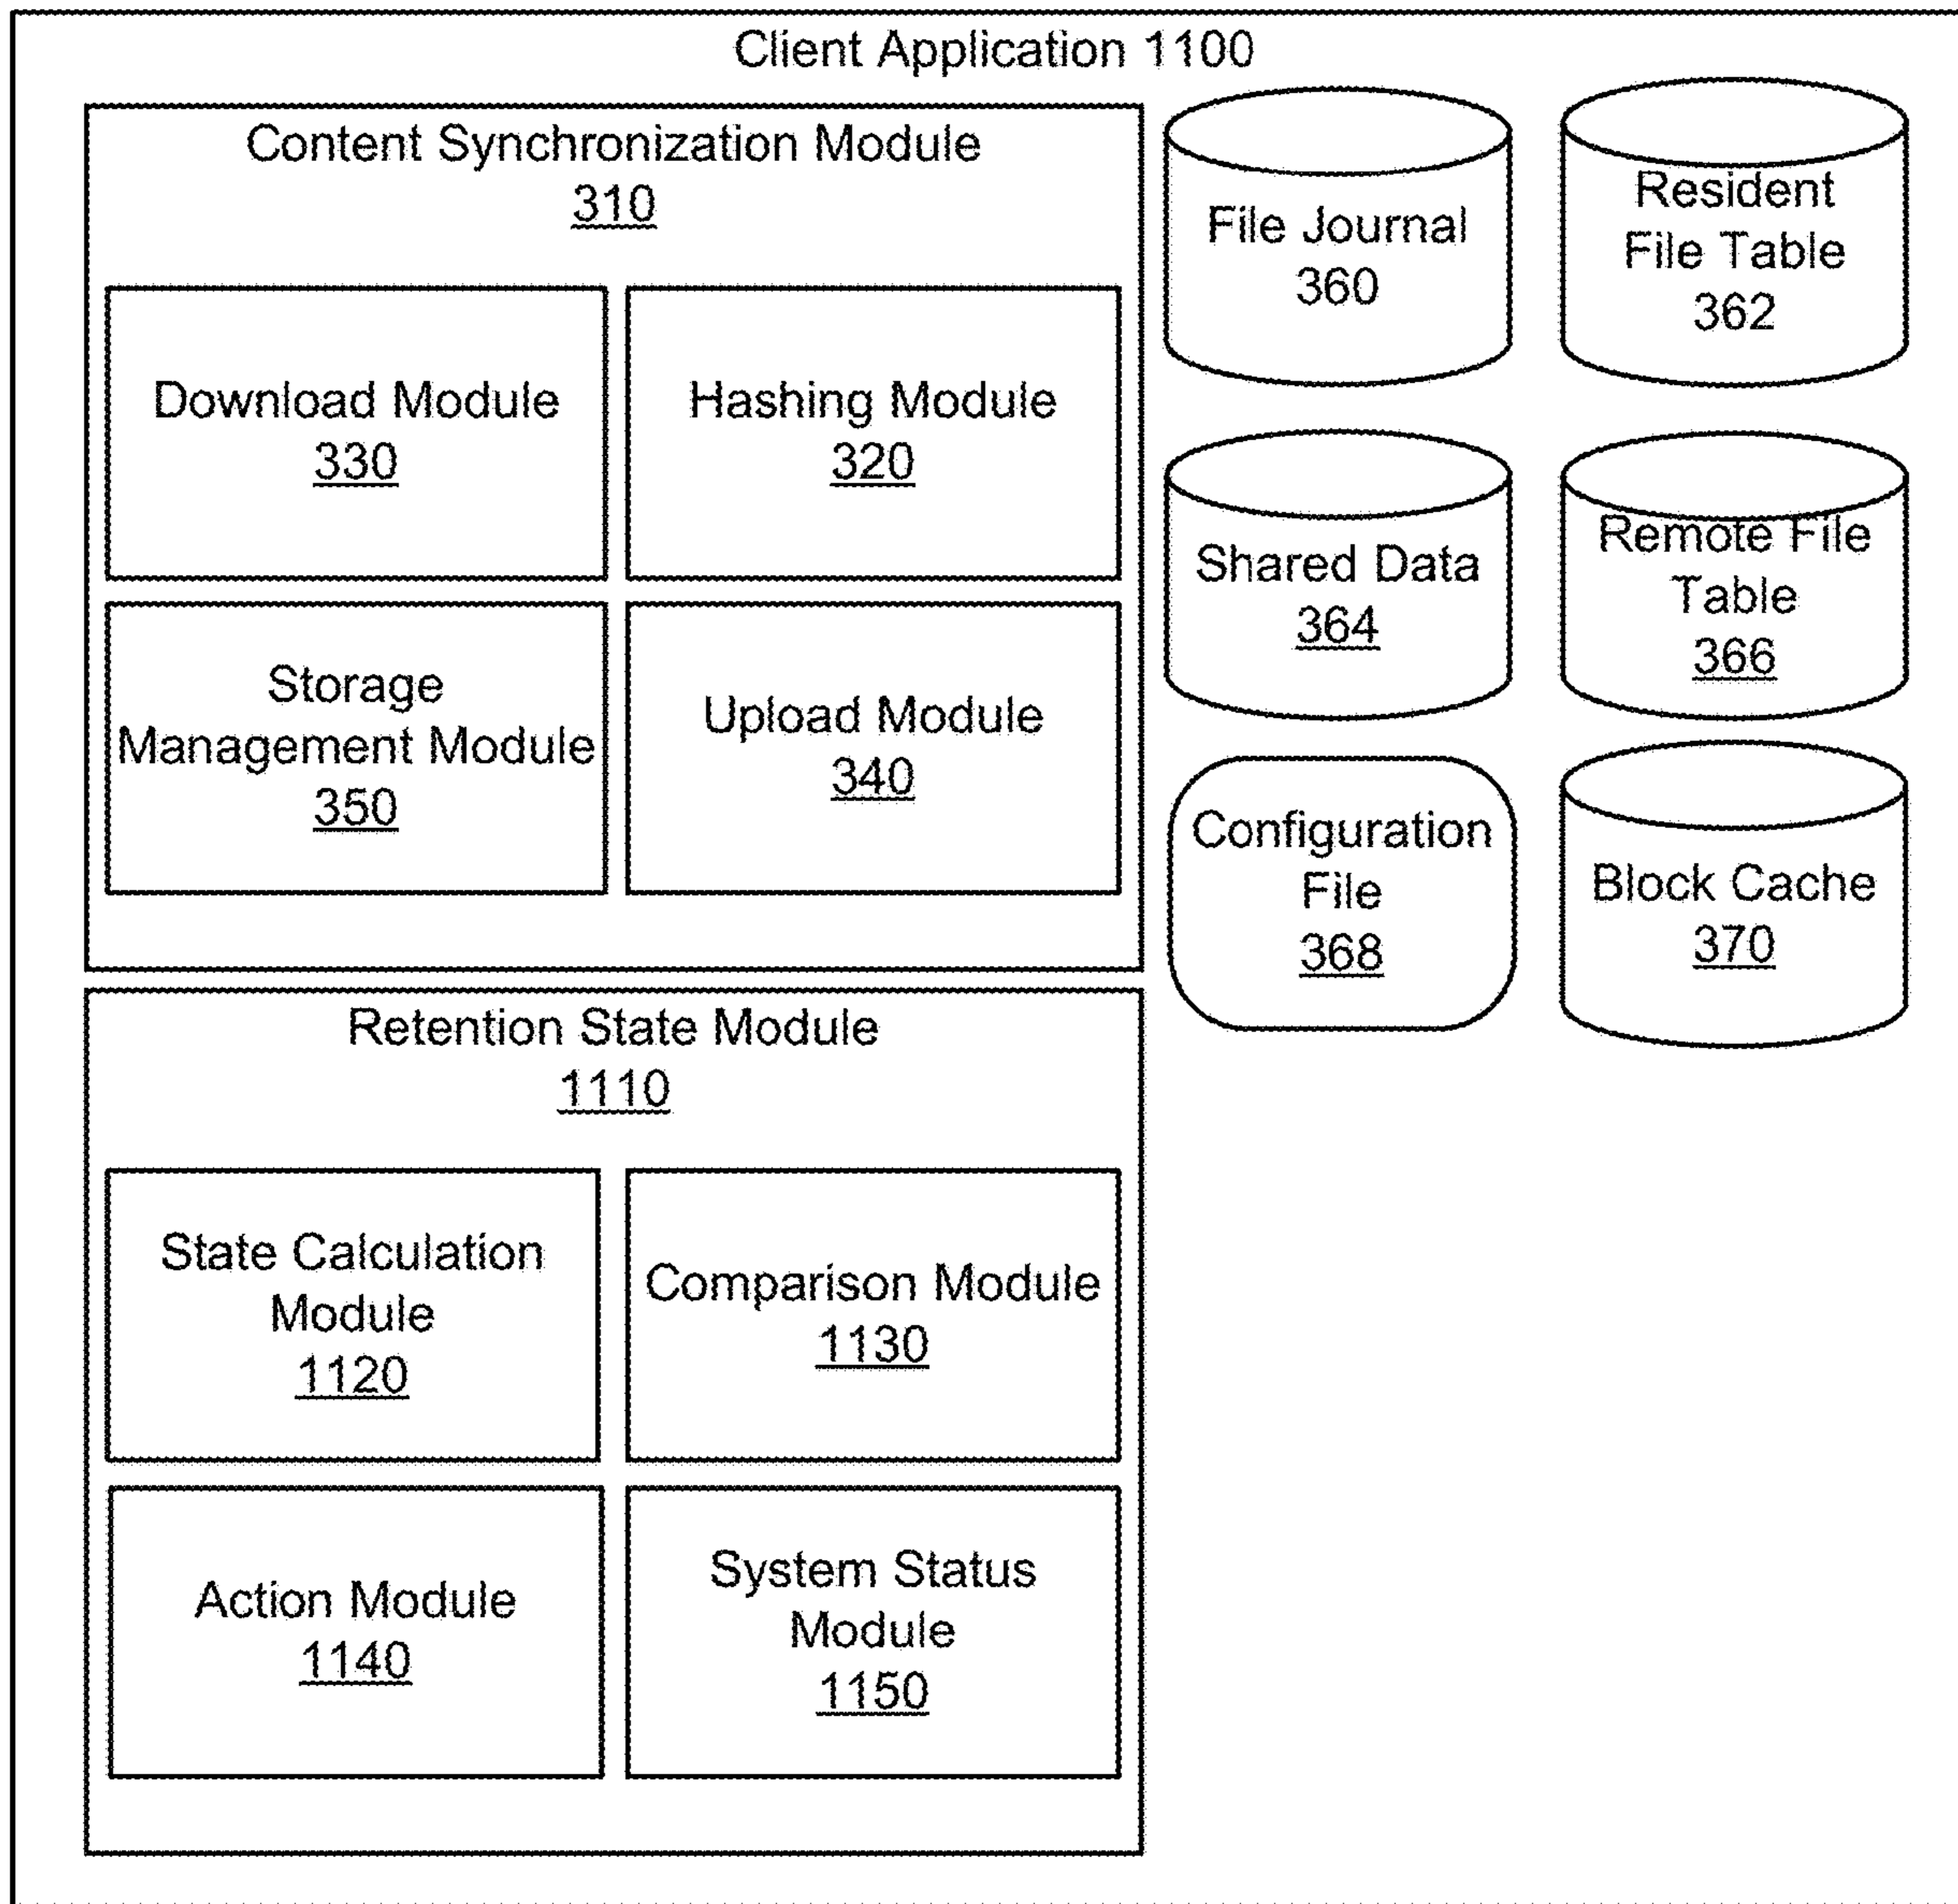 Client Application 1100
Content Synchronization Module
310
Download Module
330
Hashing Module
320
Storage
Management Module
350
Upload Module
340
File Journal
360
Resident
File Table
362
Shared Data
364
Remote File
Table
366
Configuration
File
368
Block Cache
370
Retention State Module
1110
State Calculation
Module
1120
Comparison Module
1130
Action Module
1140
System Status
Module
1150